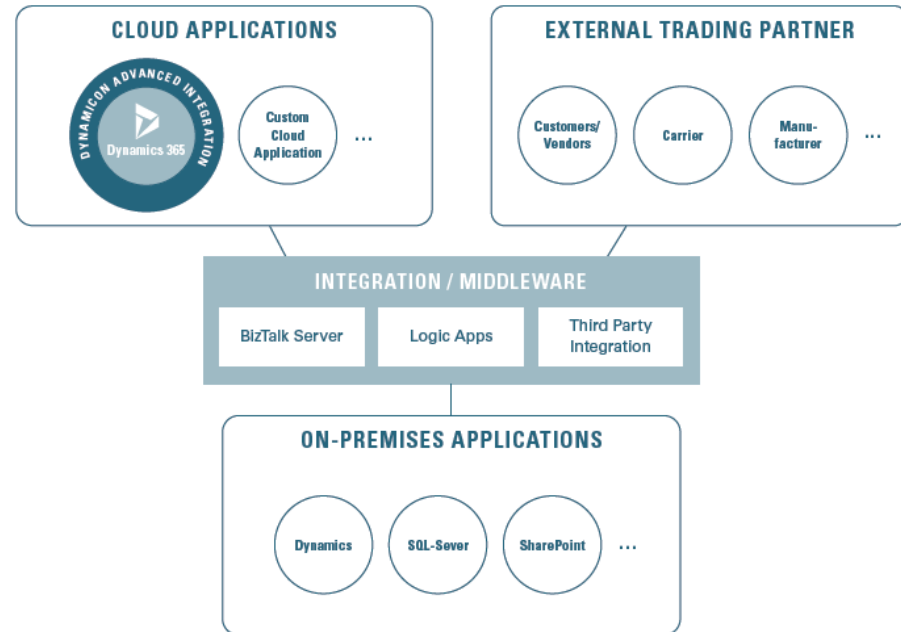 CLOUD APPLICATIONS
DYNAMICON ADVANCED INTEGRATION
Dynamics 365
Custom
Cloud
Application
...
EXTERNAL TRADING PARTNER
Customers/
Vendors
Carrier
Manu-
facturer
...
INTEGRATION / MIDDLEWARE
BizTalk Server
Logic Apps
Third Party
Integration
ON-PREMISES APPLICATIONS
Dynamics
SQL-Sever
SharePoint
...